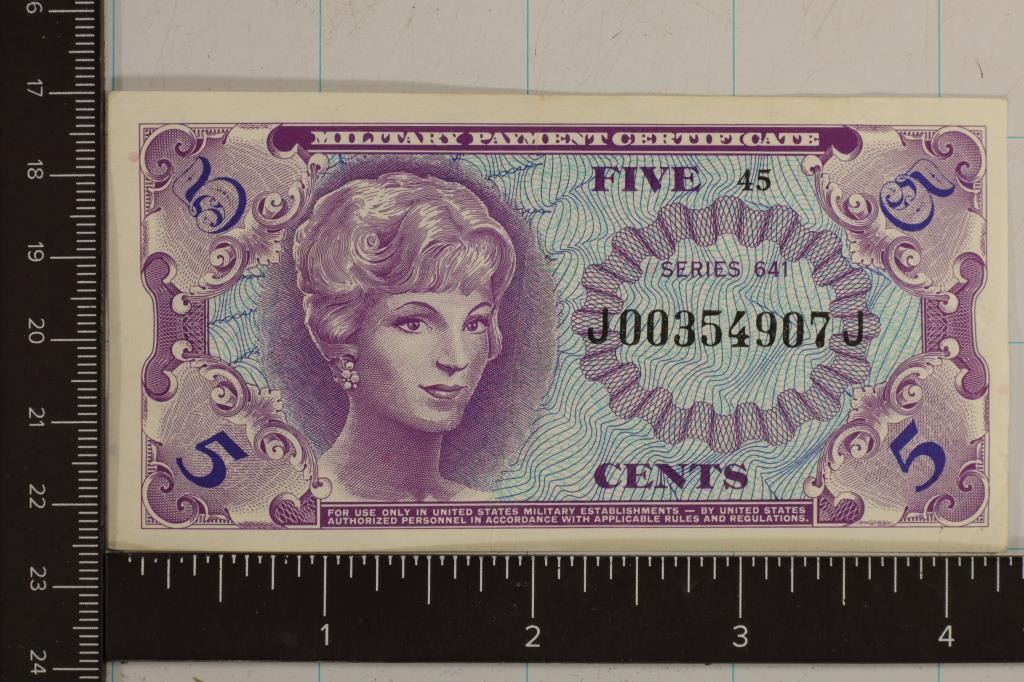 MILITARY PAYMENT CERTIFICATE
FIVE 45
5 5
SERIES 641
J00354907J
5 5
CENTS
FOR USE ONLY IN UNITED STATES MILITARY ESTABLISHMENTS — BY UNITED STATES
AUTHORIZED PERSONNEL IN ACCORDANCE WITH APPLICABLE RULES AND REGULATIONS.
16
17
18
19
20
21
22
23
24
1 2 3 4